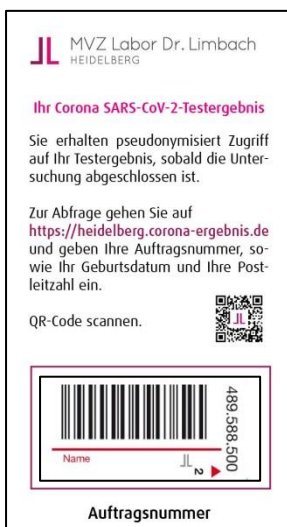 MVZ Labor Dr. Limbach
HEIDELBERG
Ihr Corona SARS-CoV-2-Testergebnis
Sie erhalten pseudonymisiert Zugriff
auf Ihr Testergebnis, sobald die Unter-
suchung abgeschlossen ist.
Zur Abfrage gehen Sie auf
https://heidelberg.corona-ergebnis.de
und geben Ihre Auftragsnummer, so-
wie Ihr Geburtsdatum und Ihre Post-
leitzahl ein.
QR-Code scannen.
Name
2
489.588.500
Auftragsnummer